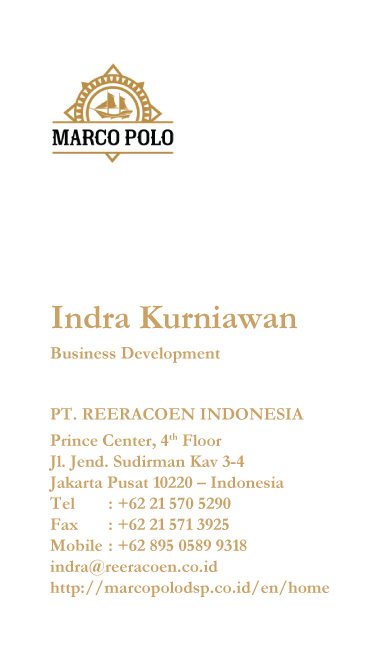 MARCO POLO
Indra Kurniawan
Business Development
PT. REERACOEN INDONESIA
Prince Center, 4th Floor
Jl. Jend. Sudirman Kav 3-4
Jakarta Pusat 10220 – Indonesia
Tel : +62 21 570 5290
Fax : +62 21 571 3925
Mobile : +62 895 0589 9318
indra@reeracoen.co.id
http://marcopolodsp.co.id/en/home